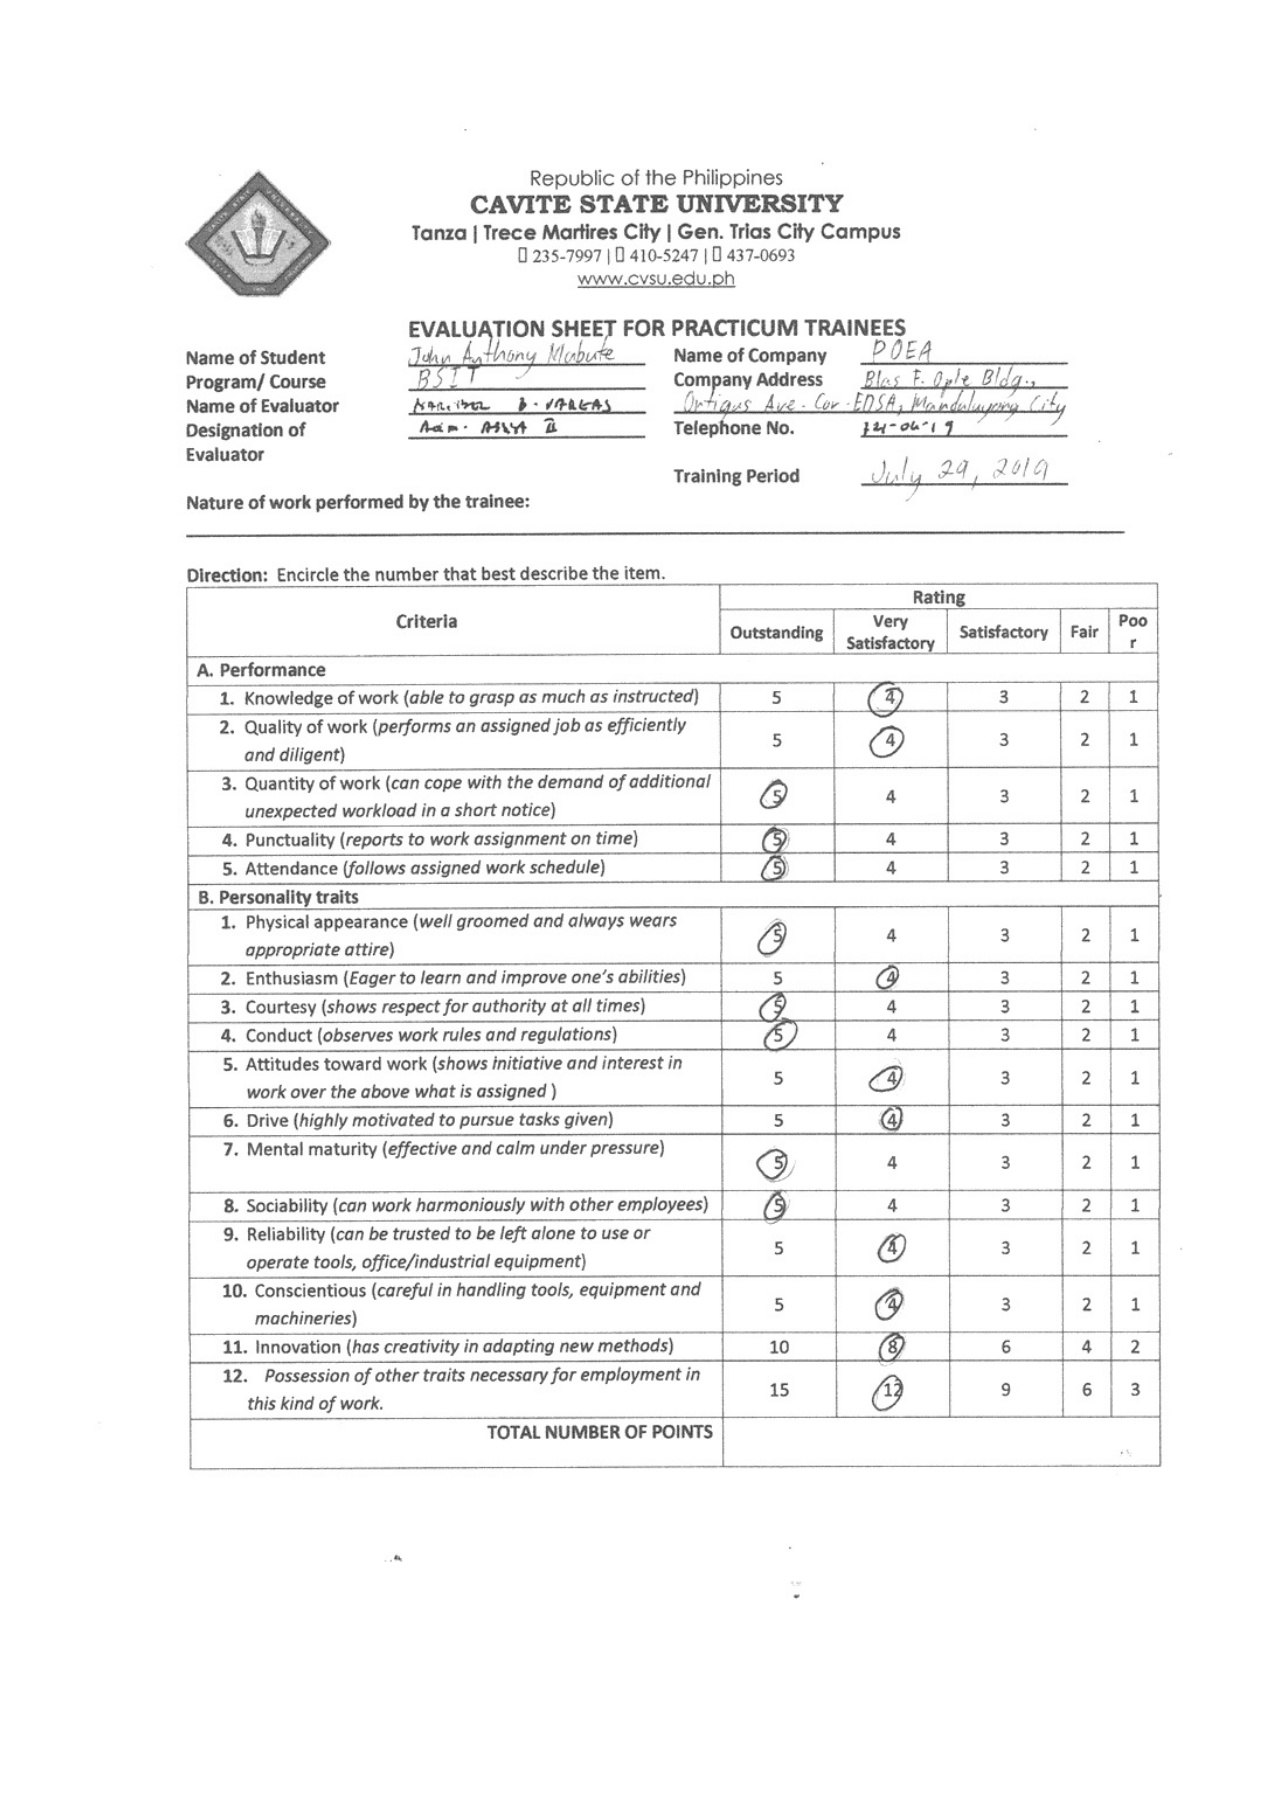 Republic of the Philippines
CAVITE STATE UNIVERSITY
Tanza | Trece Martires City | Gen. Trias City Campus
235-7997 | 410-5247 | 437-0693
www.cvsu.edu.ph
EVALUATION SHEET FOR PRACTICUM TRAINEES
Name of Student John Anthony Mabute Name of Company POEA
Program/ Course BSIT Company Address Blas F. Ople Bldg.,
Name of Evaluator B. VARGAS Ortigas Ave. Cor. EDSA, Mandaluyong City
Designation of Adm. II Telephone No.
Evaluator
Training Period July 29, 2019
Nature of work performed by the trainee:
Direction: Encircle the number that best describe the item.
Criteria Rating
Outstanding Very Satisfactory Satisfactory Fair Poo
r
A. Performance
1. Knowledge of work (able to grasp as much as instructed) 5 4 3 2 1
2. Quality of work (performs an assigned job as efficiently
and diligent) 5 4 3 2 1
3. Quantity of work (can cope with the demand of additional
unexpected workload in a short notice) 5 4 3 2 1
4. Punctuality (reports to work assignment on time) 5 4 3 2 1
5. Attendance (follows assigned work schedule) 5 4 3 2 1
B. Personality traits
1. Physical appearance (well groomed and always wears
appropriate attire) 5 4 3 2 1
2. Enthusiasm (Eager to learn and improve one's abilities) 5 4 3 2 1
3. Courtesy (shows respect for authority at all times) 5 4 3 2 1
4. Conduct (observes work rules and regulations) 5 4 3 2 1
5. Attitudes toward work (shows initiative and interest in
work over the above what is assigned ) 5 4 3 2 1
6. Drive (highly motivated to pursue tasks given) 5 4 3 2 1
7. Mental maturity (effective and calm under pressure) 5 4 3 2 1
8. Sociability (can work harmoniously with other employees) 5 4 3 2 1
9. Reliability (can be trusted to be left alone to use or
operate tools, office/industrial equipment) 5 4 3 2 1
10. Conscientious (careful in handling tools, equipment and
machineries) 5 4 3 2 1
11. Innovation (has creativity in adapting new methods) 10 8 6 4 2
12. Possession of other traits necessary for employment in
this kind of work. 15 12 9 6 3
TOTAL NUMBER OF POINTS